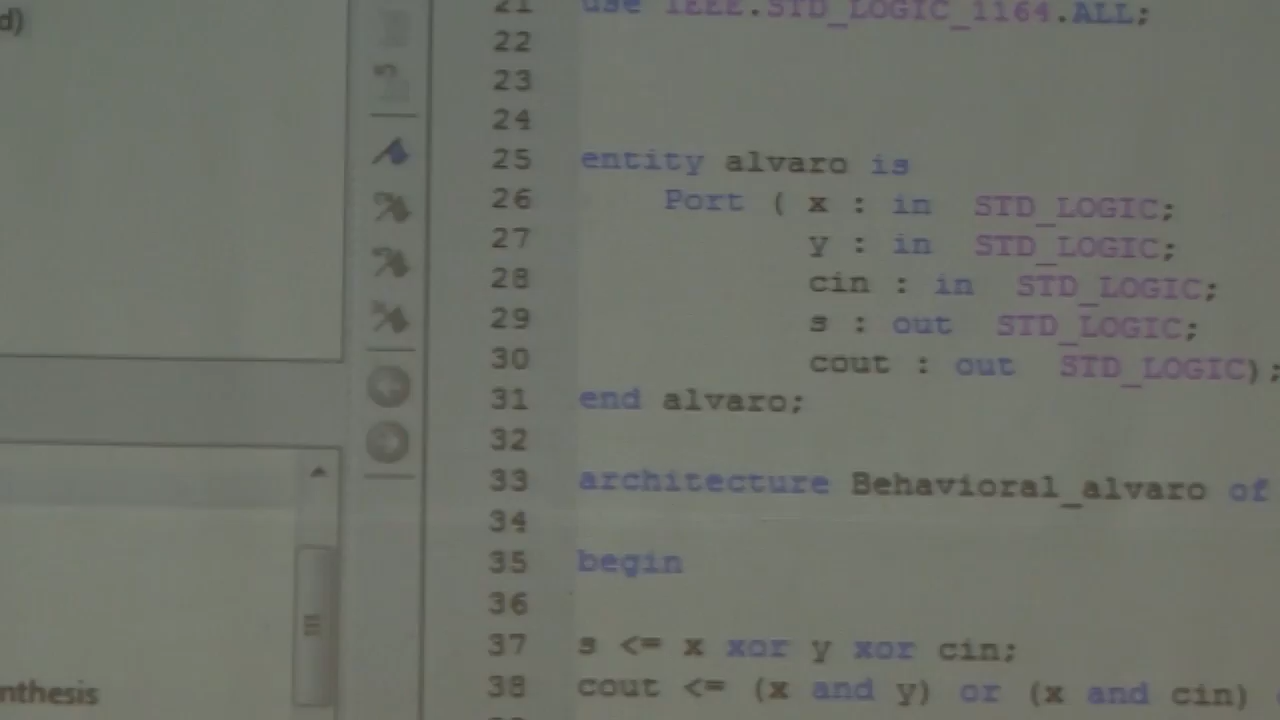 d)
21 use IEEE.STD_LOGIC_1164.ALL;
22
23
24
25 entity alvaro is
26 Port ( x : in STD_LOGIC;
27 y : in STD_LOGIC;
28 cin : in STD_LOGIC;
29 s : out STD_LOGIC;
30 cout : out STD_LOGIC);
31 end alvaro;
32
33 architecture Behavioral_alvaro of
34
35 begin
36
37 s <= x xor y xor cin;
38 cout <= (x and y) or (x and cin)
nthesis